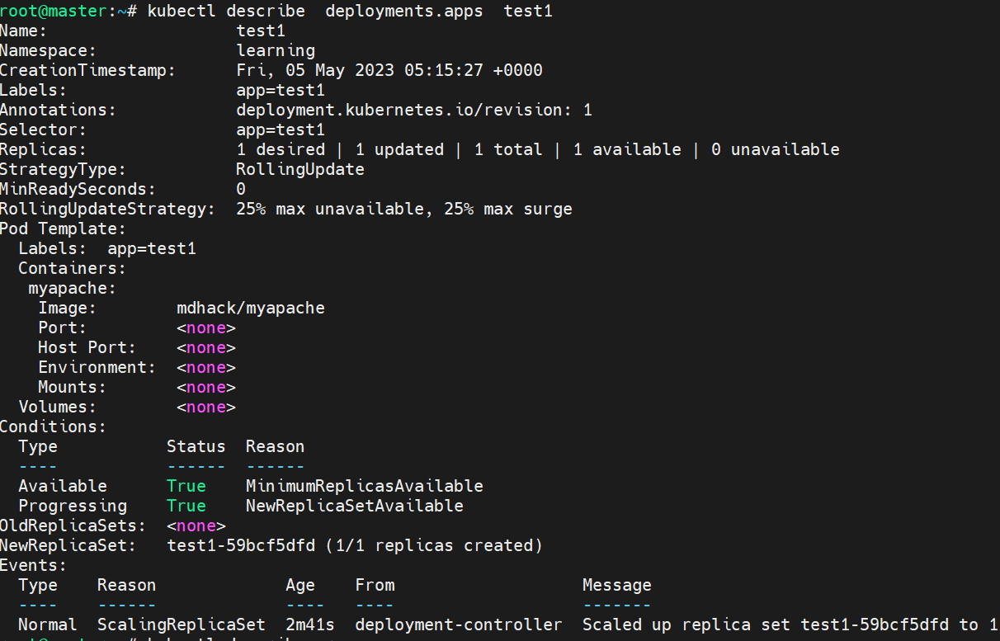 root@master:~# kubectl describe  deployments.apps  test1
Name:                   test1
Namespace:              learning
CreationTimestamp:      Fri, 05 May 2023 05:15:27 +0000
Labels:                 app=test1
Annotations:            deployment.kubernetes.io/revision: 1
Selector:               app=test1
Replicas:               1 desired | 1 updated | 1 total | 1 available | 0 unavailable
StrategyType:           RollingUpdate
MinReadySeconds:        0
RollingUpdateStrategy:  25% max unavailable, 25% max surge
Pod Template:
  Labels:  app=test1
  Containers:
   myapache:
    Image:        mdhack/myapache
    Port:         <none>
    Host Port:    <none>
    Environment:  <none>
    Mounts:       <none>
  Volumes:        <none>
Conditions:
  Type           Status  Reason
  ----           ------  ------
  Available      True    MinimumReplicasAvailable
  Progressing    True    NewReplicaSetAvailable
OldReplicaSets:  <none>
NewReplicaSet:   test1-59bcf5dfd (1/1 replicas created)
Events:
  Type    Reason             Age    From                   Message
  ----    ------             ----   ----                   -------
  Normal  ScalingReplicaSet  2m41s  deployment-controller  Scaled up replica set test1-59bcf5dfd to 1